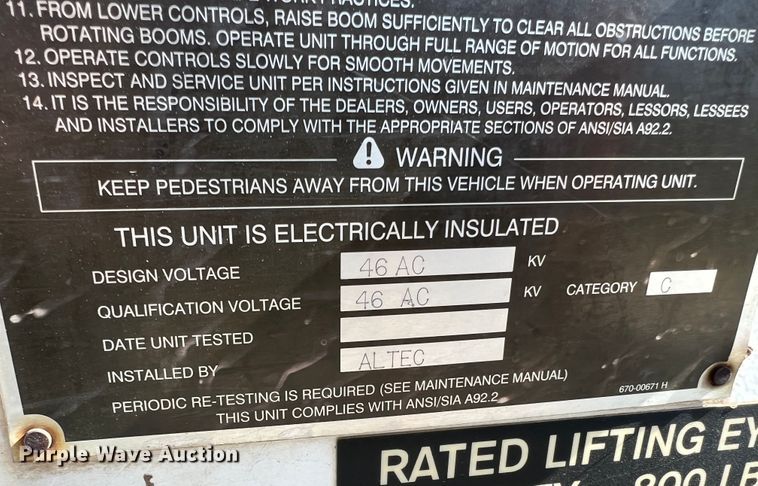 WORK PRACTICES.
11. FROM LOWER CONTROLS, RAISE BOOM SUFFICIENTLY TO CLEAR ALL OBSTRUCTIONS BEFORE
ROTATING BOOMS. OPERATE UNIT THROUGH FULL RANGE OF MOTION FOR ALL FUNCTIONS.
12. OPERATE CONTROLS SLOWLY FOR SMOOTH MOVEMENTS.
13. INSPECT AND SERVICE UNIT PER INSTRUCTIONS GIVEN IN MAINTENANCE MANUAL.
14. IT IS THE RESPONSIBILITY OF THE DEALERS, OWNERS, USERS, OPERATORS, LESSORS, LESSEES
AND INSTALLERS TO COMPLY WITH THE APPROPRIATE SECTIONS OF ANSI/SIA A92.2.
WARNING
KEEP PEDESTRIANS AWAY FROM THIS VEHICLE WHEN OPERATING UNIT.
THIS UNIT IS ELECTRICALLY INSULATED
DESIGN VOLTAGE 46 AC KV
QUALIFICATION VOLTAGE 46 AC KV CATEGORY C
DATE UNIT TESTED
INSTALLED BY ALTEC
PERIODIC RE-TESTING IS REQUIRED (SEE MAINTENANCE MANUAL) 670-00671 H
THIS UNIT COMPLIES WITH ANSI/SIA A92.2
RATED LIFTING EY
800 LB
Purple Wave Auction